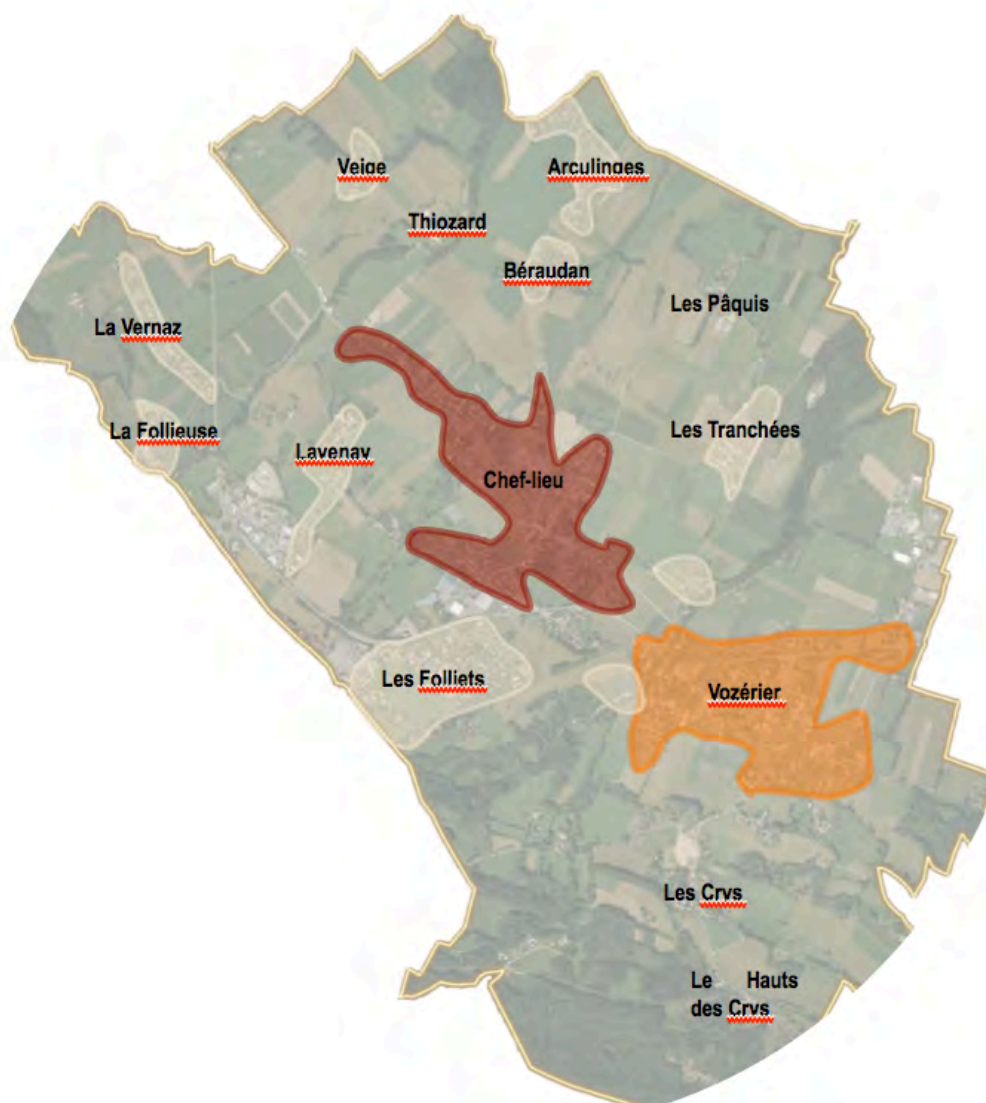 Veige
Arculinges
Thiozard
Béraudan
Les Pâquis
La Vernaz
La Follieuse
Les Tranchées
Lavenay
Chef-lieu
Les Folliets
Vozérier
Les Crys
Le Hauts
des Crys